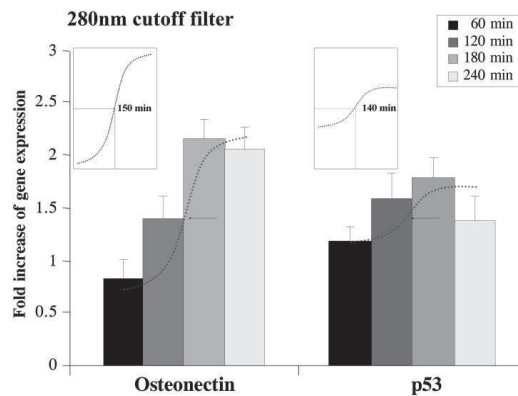 280nm cutoff filter
60 min
120 min
180 min
240 min
Fold increase of gene expression
3
2.5
2
1.5
1
0.5
0
150 min
140 min
Osteonectin
p53